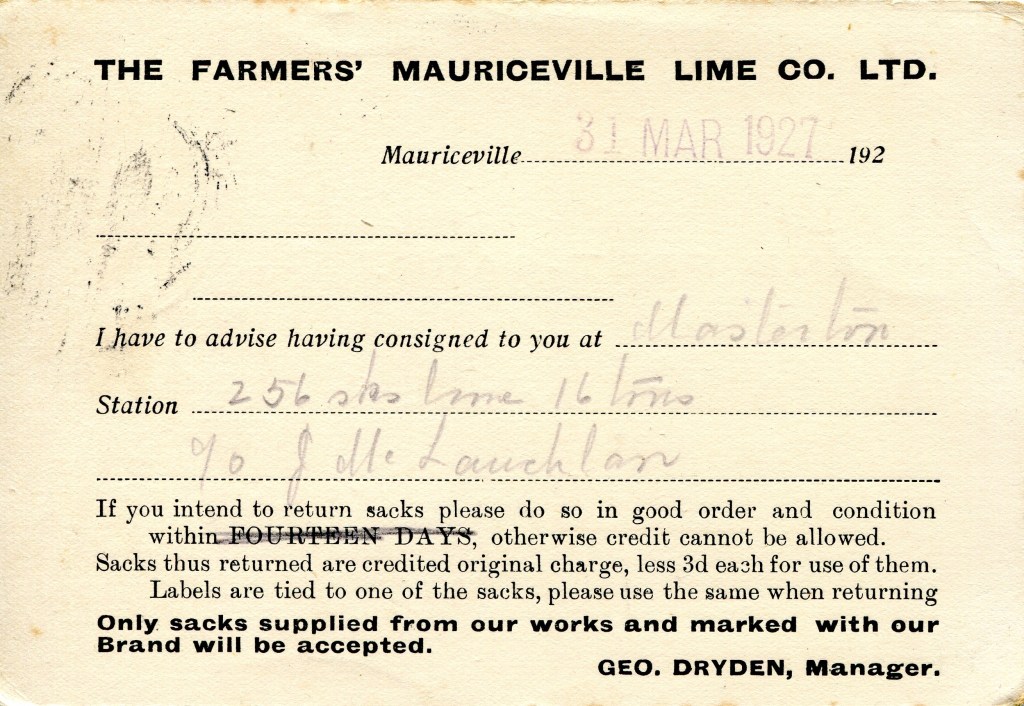 THE FARMERS' MAURICEVILLE LIME CO. LTD.
Mauriceville 31 MAR 1927 192
I have to advise having consigned to you at Masterton
Station 256 sks lime 16 tons
c/o J McLauchlan
If you intend to return sacks please do so in good order and condition
within FOURTEEN DAYS, otherwise credit cannot be allowed.
Sacks thus returned are credited original charge, less 3d each for use of them.
Labels are tied to one of the sacks, please use the same when returning
Only sacks supplied from our works and marked with our
Brand will be accepted.
GEO. DRYDEN, Manager.